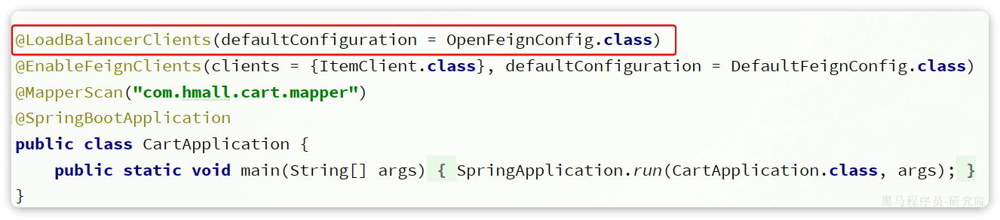 @LoadBalancerClients(defaultConfiguration = OpenFeignConfig.class)
@EnableFeignClients(clients = {ItemClient.class}, defaultConfiguration = DefaultFeignConfig.class)
@MapperScan("com.hmall.cart.mapper")
@SpringBootApplication
public class CartApplication {
    public static void main(String[] args) { SpringApplication.run(CartApplication.class, args); }
}
黑马程序员-研究院